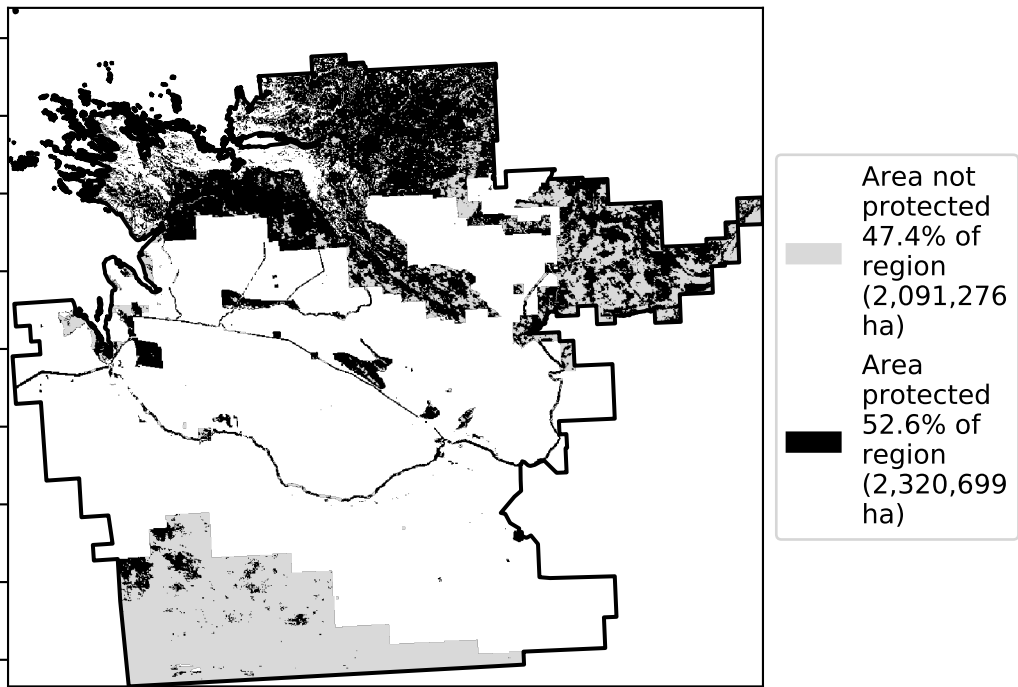 Area not
protected
47.4% of
region
(2,091,276
ha)
Area
protected
52.6% of
region
(2,320,699
ha)